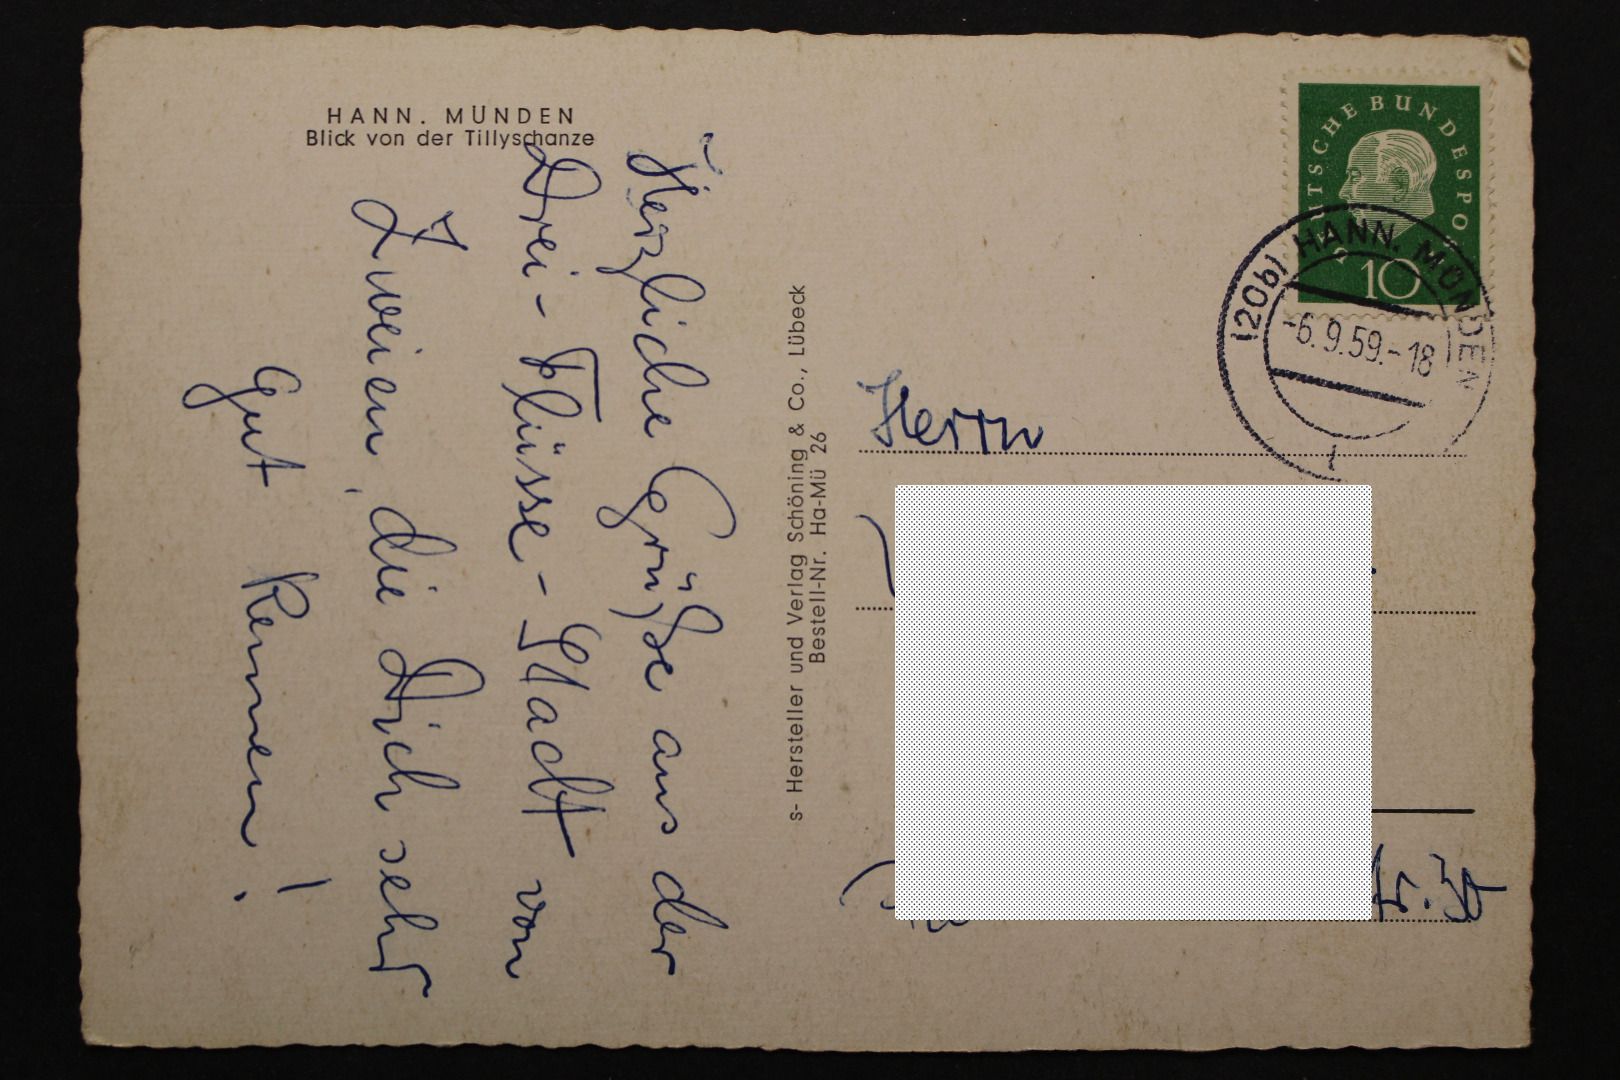 HANN. MÜNDEN
Blick von der Tillyschanze
Herzliche Grüße aus der
Drei-Flüsse-Stadt von
Zweien, die Dich sehr
gut kennen!
s- Hersteller und Verlag Schöning & Co., Lübeck
Bestell-Nr. Ha-Mü 26
DEUTSCHE BUNDESPOST
10
(20b) HANN. MÜNDEN
-6.9.59.-18
1
Herrn